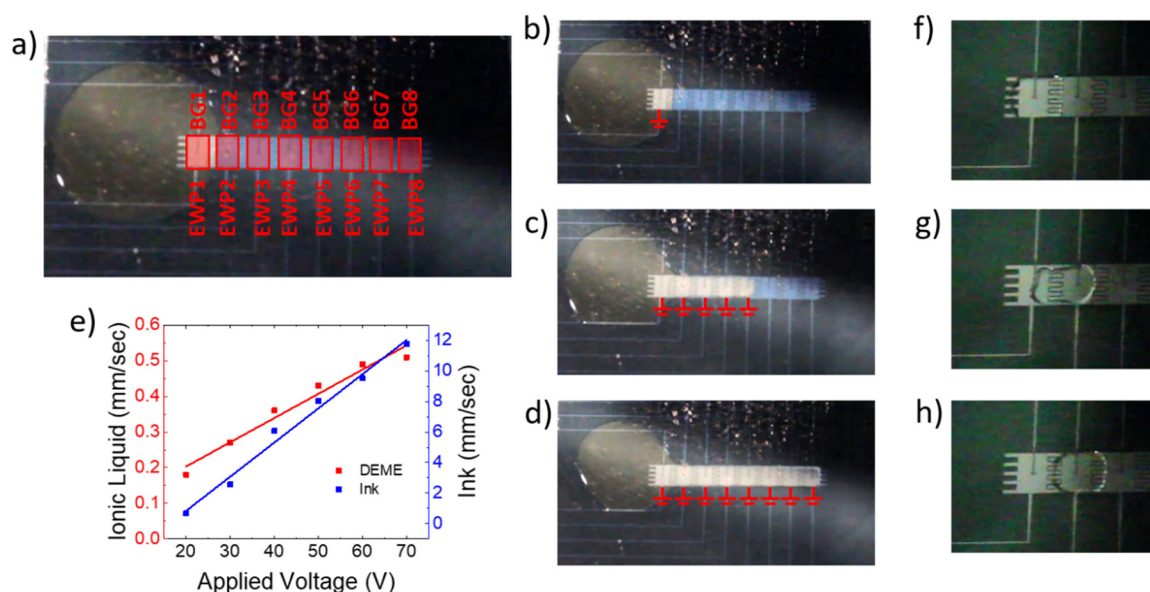 a)
BG1 BG2 BG3 BG4 BG5 BG6 BG7 BG8
EWP1 EWP2 EWP3 EWP4 EWP5 EWP6 EWP7 EWP8
b)
c)
d)
e)
Ionic Liquid (mm/sec)
0.6
0.5
0.4
0.3
0.2
0.1
0.0
DEME
Ink
12
10
8
6
4
2
0
Ink (mm/sec)
20 30 40 50 60 70
Applied Voltage (V)
f)
g)
h)